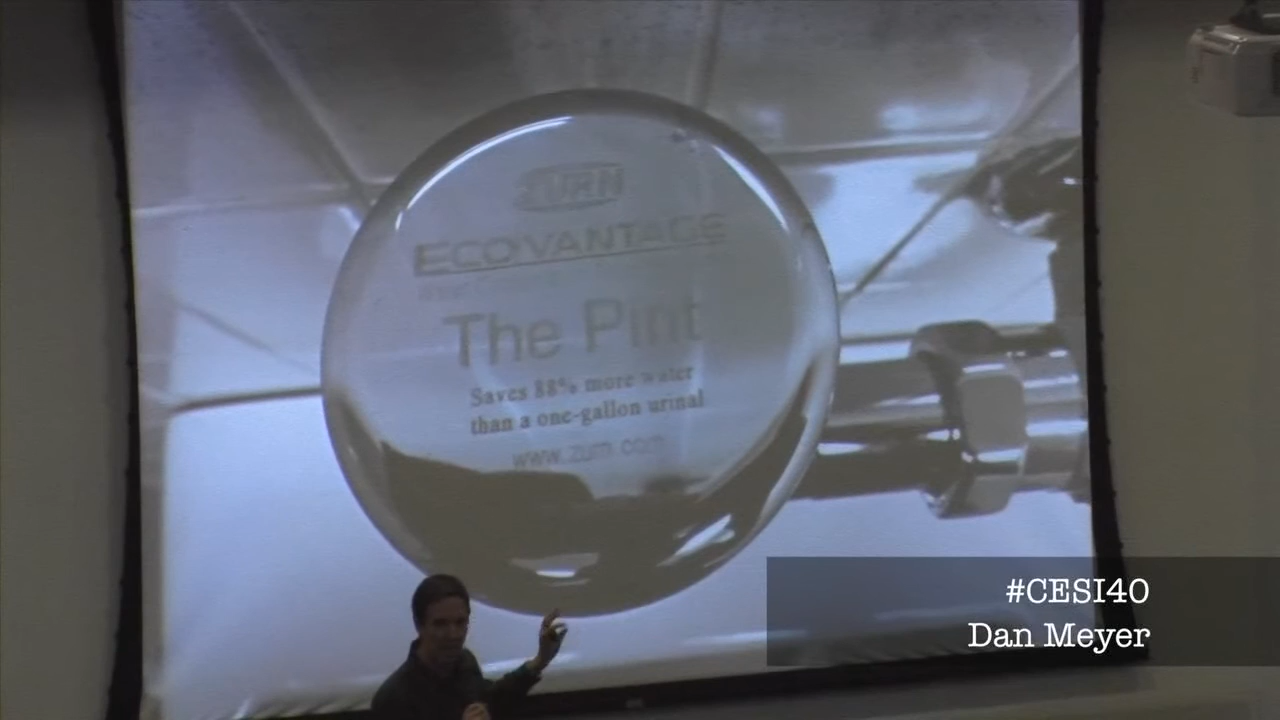 ZURN
ECOVANTAGE
The Pint
Saves 88% more water
than a one-gallon urinal
www.zurn.com
#CESI40
Dan Meyer